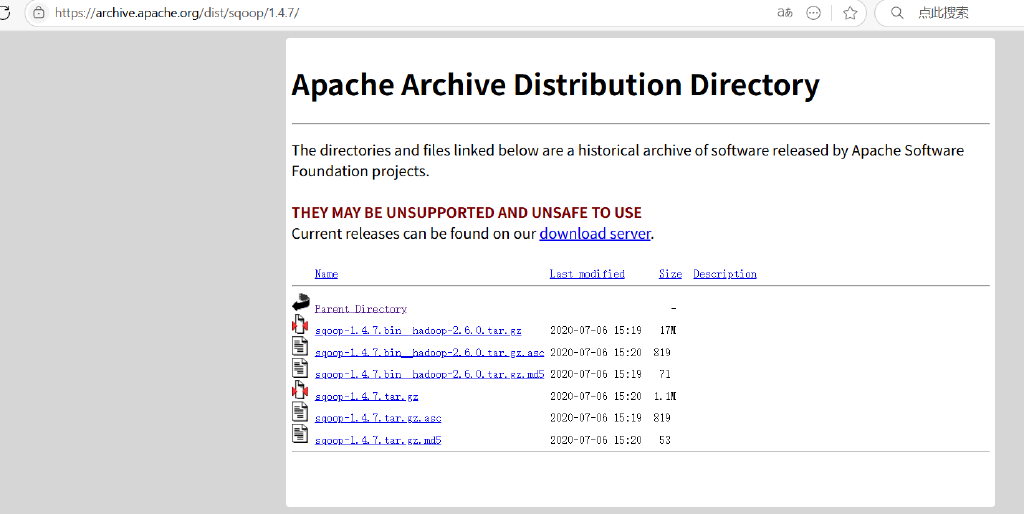 https://archive.apache.org/dist/sqoop/1.4.7/
点此搜索
Apache Archive Distribution Directory
The directories and files linked below are a historical archive of software released by Apache Software
Foundation projects.
THEY MAY BE UNSUPPORTED AND UNSAFE TO USE
Current releases can be found on our download server.
Name Last modified Size Description
Parent Directory -
sqoop-1.4.7.bin__hadoop-2.6.0.tar.gz 2020-07-06 15:19 17M
sqoop-1.4.7.bin__hadoop-2.6.0.tar.gz.asc 2020-07-06 15:20 819
sqoop-1.4.7.bin__hadoop-2.6.0.tar.gz.md5 2020-07-06 15:19 71
sqoop-1.4.7.tar.gz 2020-07-06 15:20 1.1M
sqoop-1.4.7.tar.gz.asc 2020-07-06 15:19 819
sqoop-1.4.7.tar.gz.md5 2020-07-06 15:20 53